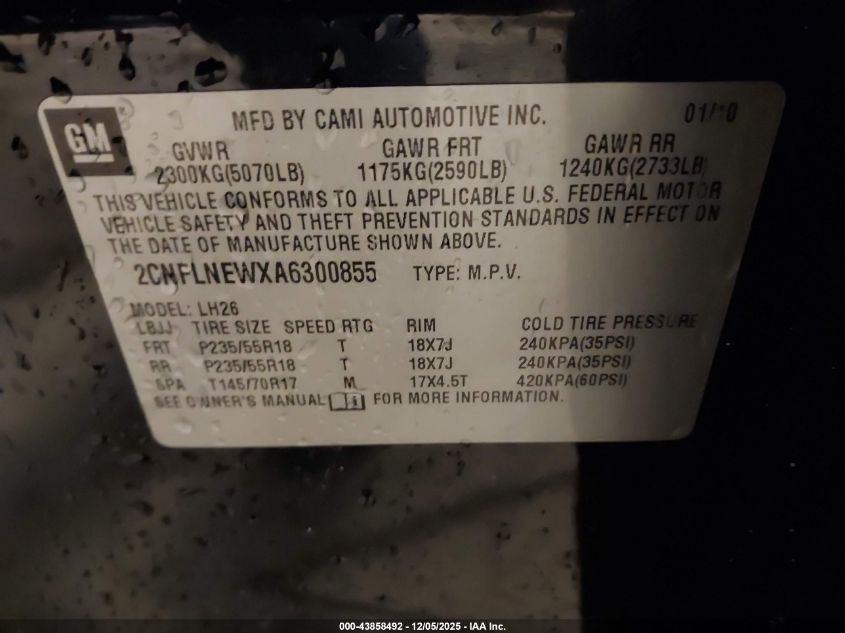 GM
MFD BY CAMI AUTOMOTIVE INC. 01/10
GVWR GAWR FRT GAWR RR
2300KG(5070LB) 1175KG(2590LB) 1240KG(2733LB)
THIS VEHICLE CONFORMS TO ALL APPLICABLE U.S. FEDERAL MOTOR
VEHICLE SAFETY AND THEFT PREVENTION STANDARDS IN EFFECT ON
THE DATE OF MANUFACTURE SHOWN ABOVE.
2CNFLNEWXA6300855 TYPE: M.P.V.
MODEL: LH26
LBJJ TIRE SIZE SPEED RTG RIM COLD TIRE PRESSURE
FRT P235/55R18 T 18X7J 240KPA(35PSI)
RR P235/55R18 T 18X7J 240KPA(35PSI)
SPA T145/70R17 M 17X4.5T 420KPA(60PSI)
SEE OWNER'S MANUAL FOR MORE INFORMATION.
000-43858492 - 12/05/2025 - IAA Inc.